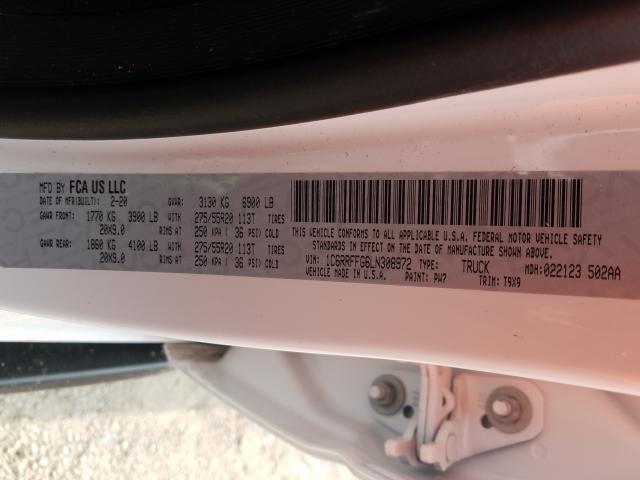 MFD BY FCA US LLC
DATE OF MFR(BUILT): 2-20 GVWR: 3130 KG 6900 LB
GAWR FRONT: 1770 KG 3900 LB WITH 275/55R20 113T TIRES
20X9.0 RIMS AT 250 KPA ( 36 PSI) COLD
GAWR REAR: 1860 KG 4100 LB WITH 275/55R20 113T TIRES
20X9.0 RIMS AT 250 KPA ( 36 PSI) COLD
THIS VEHICLE CONFORMS TO ALL APPLICABLE U.S.A. FEDERAL MOTOR VEHICLE SAFETY
STANDARDS IN EFFECT ON THE DATE OF MANUFACTURE SHOWN ABOVE.
VIN: 1C6RRFFG6LN308972 TYPE: TRUCK MDH:022123 502AA
MADE IN U.S.A. PAINT: PW7 TRIM: T9X9